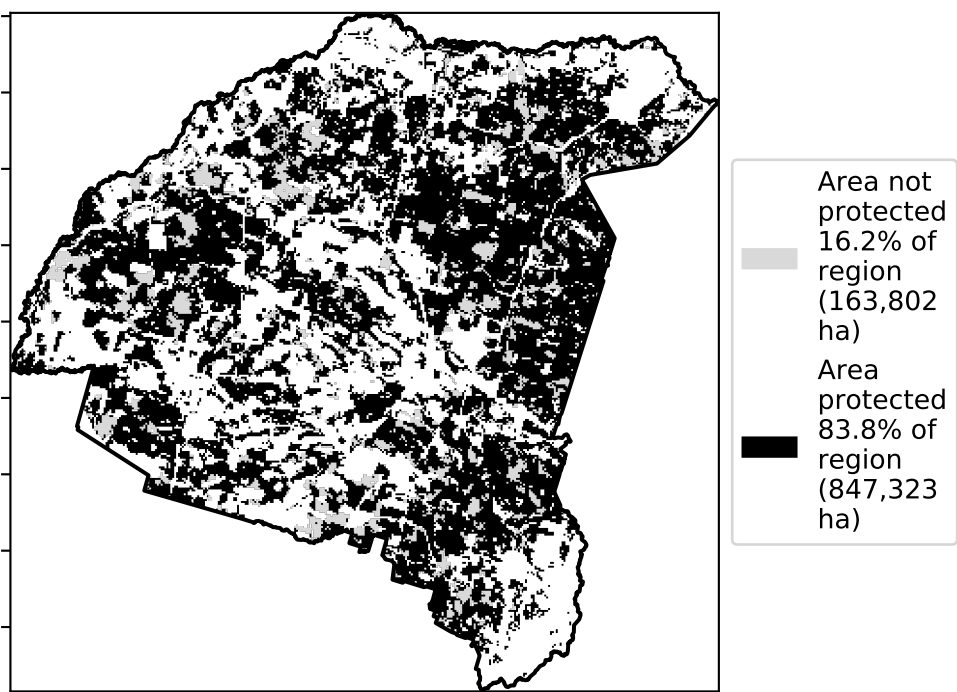 Area not
protected
16.2% of
region
(163,802
ha)
Area
protected
83.8% of
region
(847,323
ha)